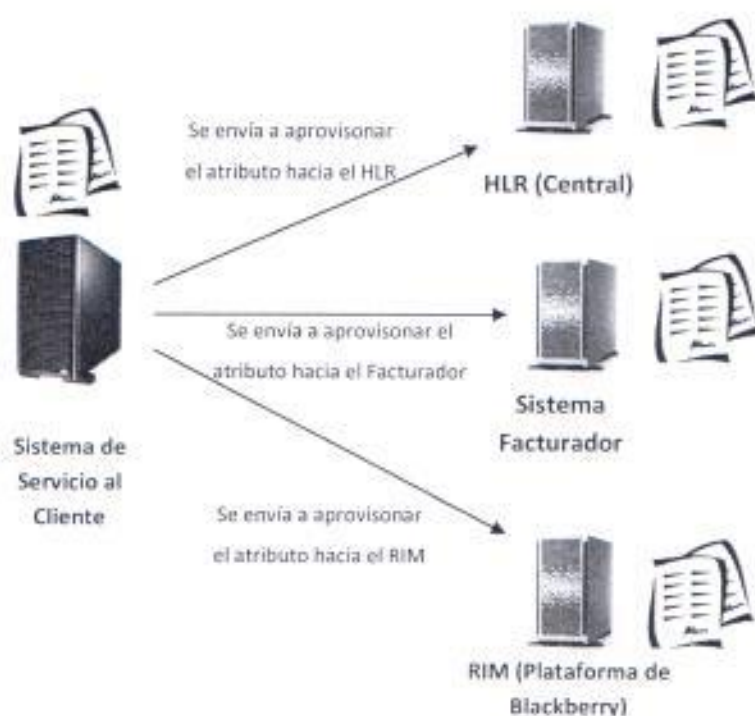 Se envía a aprovisonar
el atributo hacia el HLR
HLR (Central)
Se envía a aprovisonar el
atributo hacia el Facturador
Sistema
Facturador
Sistema de
Servicio al
Cliente
Se envía a aprovisonar
el atributo hacia el RIM
RIM (Plataforma de
Blackberry)